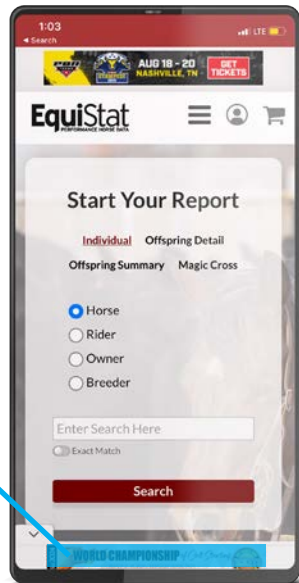 1:03
LTE
Search
PBR
AUG 18 - 20
NASHVILLE, TN
GET
TICKETS
EquiStat
PERFORMANCE HORSE DATA
Start Your Report
Individual Offspring Detail
Offspring Summary Magic Cross
Horse
Rider
Owner
Breeder
Enter Search Here
Exact Match
Search
WORLD CHAMPIONSHIP